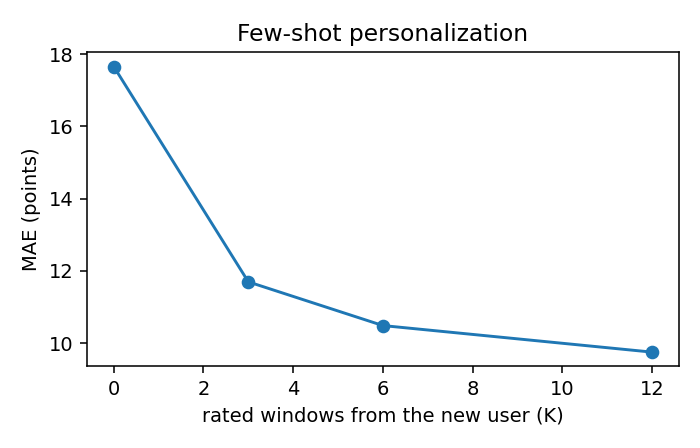 Few-shot personalization
18
16
14
12
10
MAE (points)
0 2 4 6 8 10 12
rated windows from the new user (K)